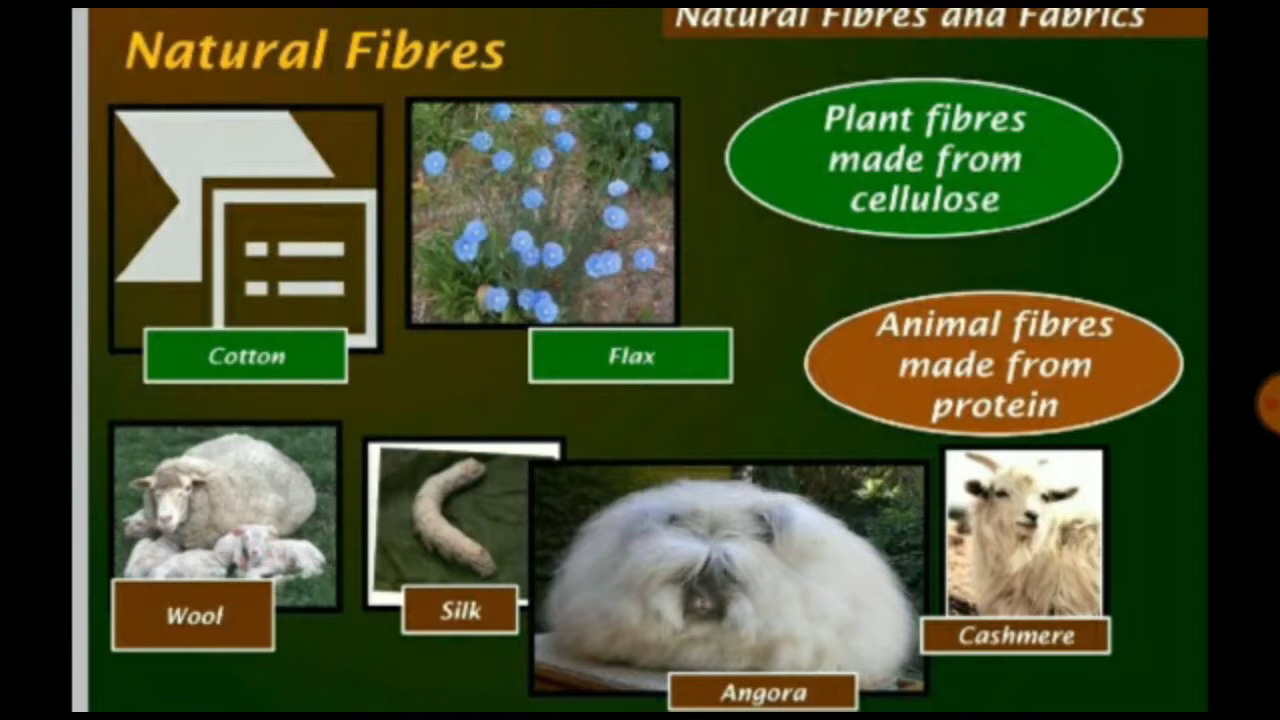 Natural Fibres and Fabrics
Natural Fibres
Plant fibres
made from
cellulose
Cotton
Flax
Animal fibres
made from
protein
Wool
Silk
Angora
Cashmere